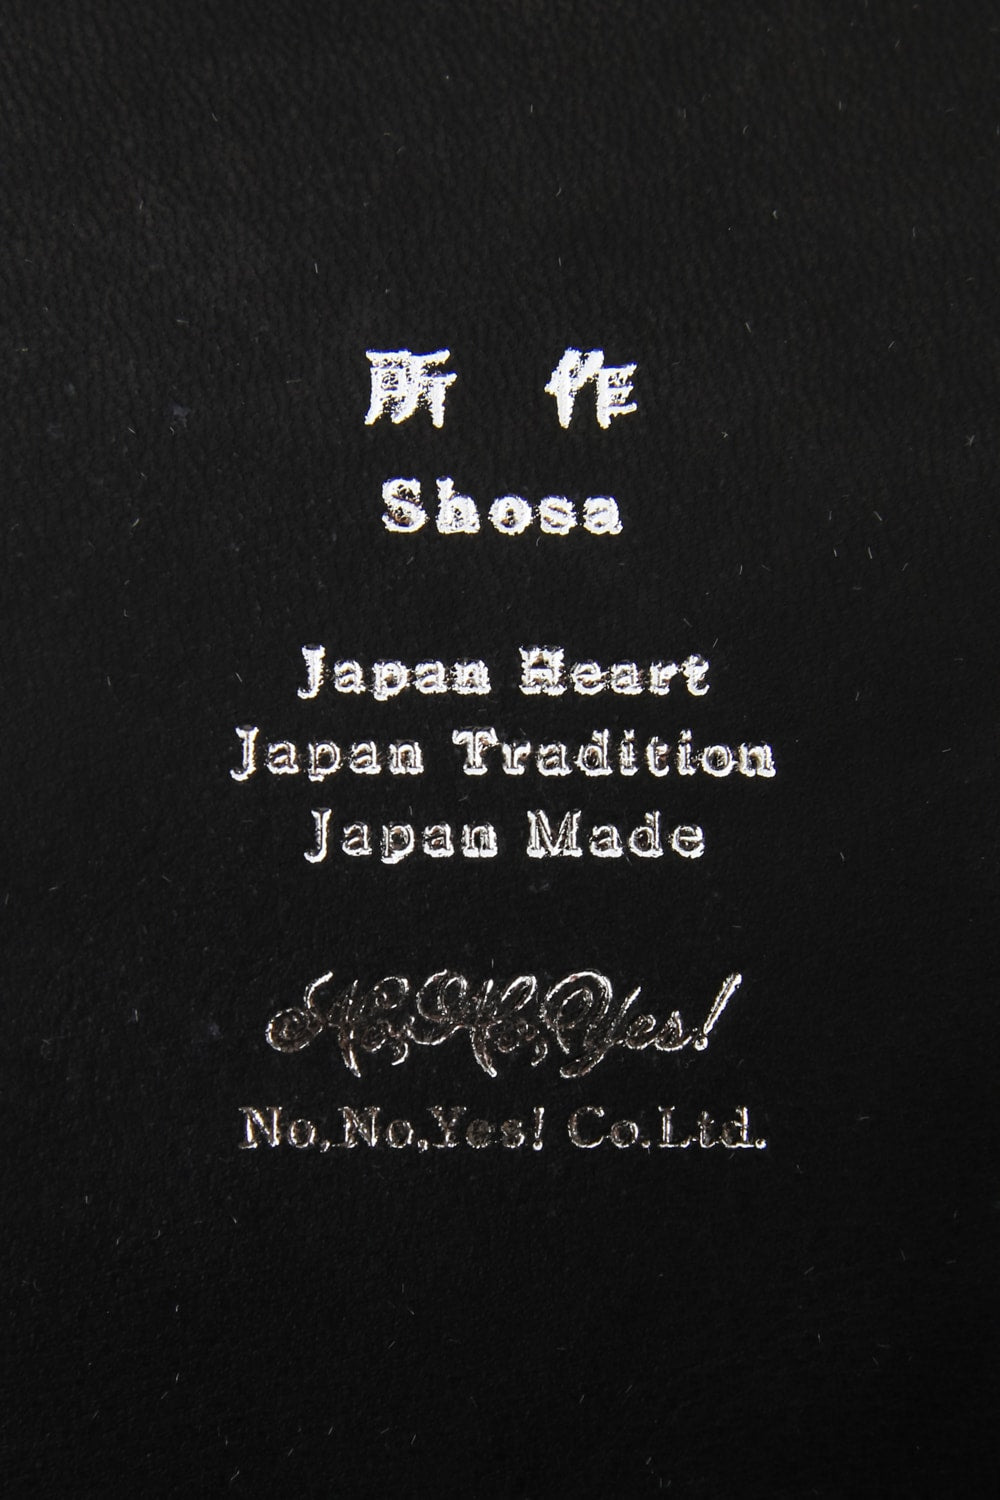 所 作
Shosa
Japan Heart
Japan Tradition
Japan Made
No,No,Yes!
No,No,Yes! Co.Ltd.